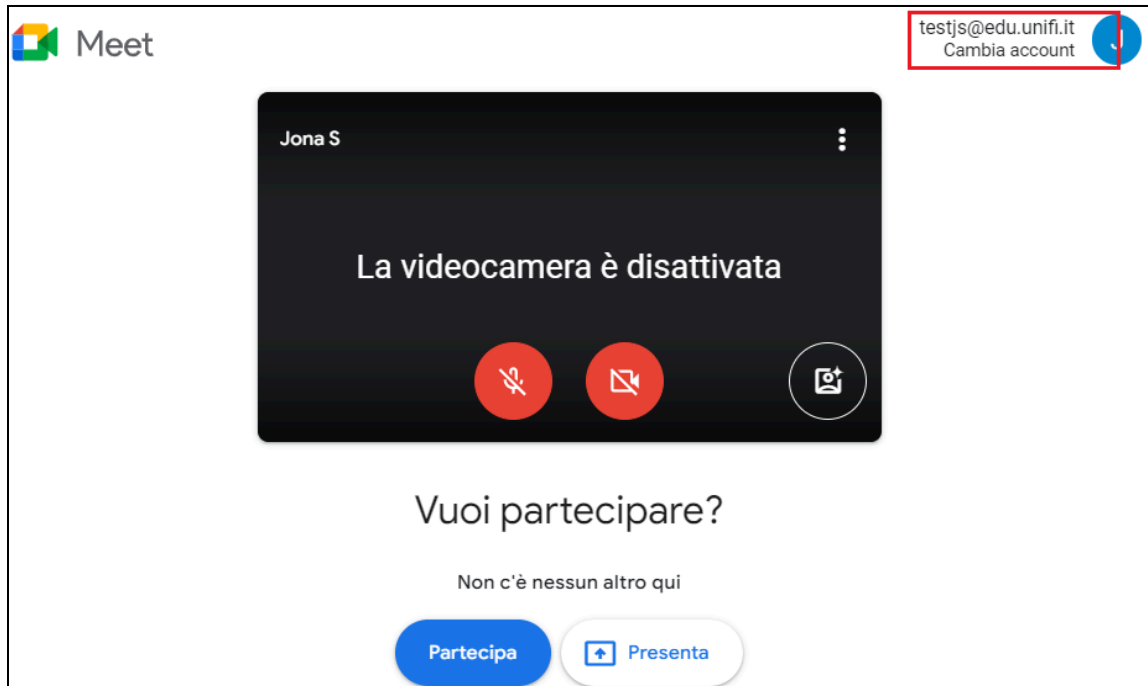 Meet
testjs@edu.unifi.it
Cambia account
J
Jona S
La videocamera è disattivata
Vuoi partecipare?
Non c'è nessun altro qui
Partecipa
Presenta